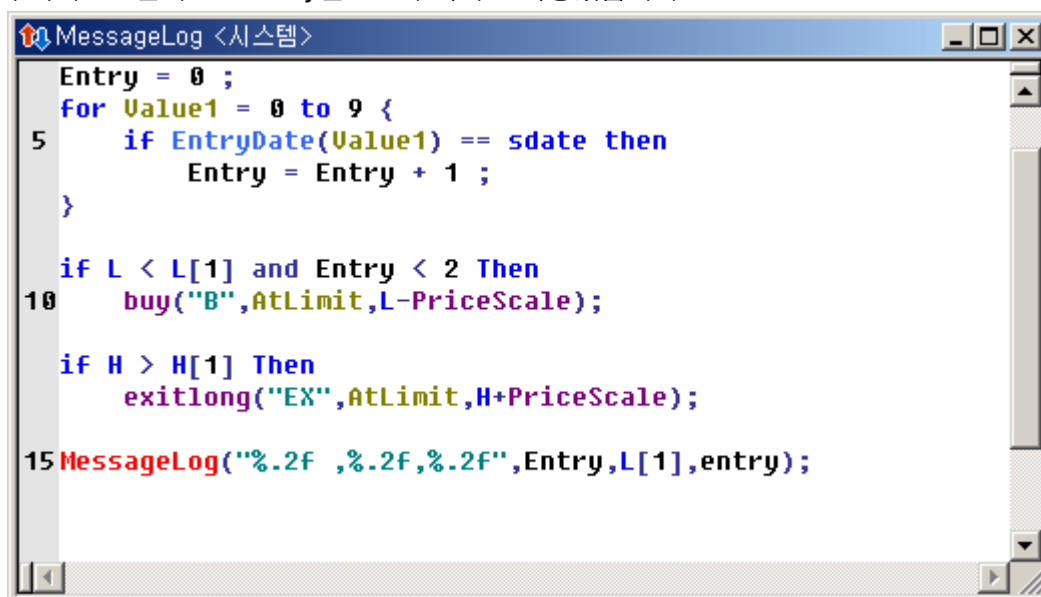 MessageLog <시스템>
Entry = 0 ;
for Value1 = 0 to 9 {
5 if EntryDate(Value1) == sdate then
Entry = Entry + 1 ;
}
if L < L[1] and Entry < 2 Then
10 buy("B",AtLimit,L-PriceScale);
if H > H[1] Then
exitlong("EX",AtLimit,H+PriceScale);
15 MessageLog("%.2f ,%.2f,%.2f",Entry,L[1],entry);